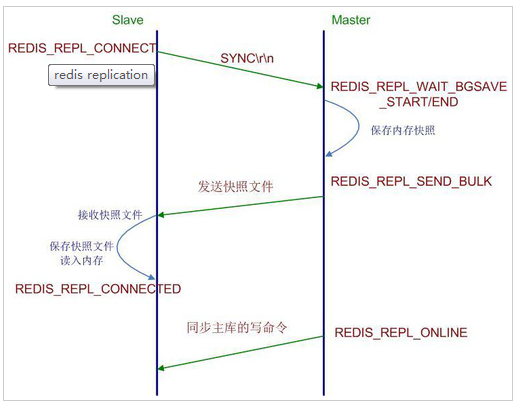 Slave
Master
REDIS_REPL_CONNECT
SYNC\r\n
redis replication
REDIS_REPL_WAIT_BGSAVE
_START/END
保存内存快照
发送快照文件
REDIS_REPL_SEND_BULK
接收快照文件
保存快照文件
读入内存
REDIS_REPL_CONNECTED
同步主库的写命令
REDIS_REPL_ONLINE